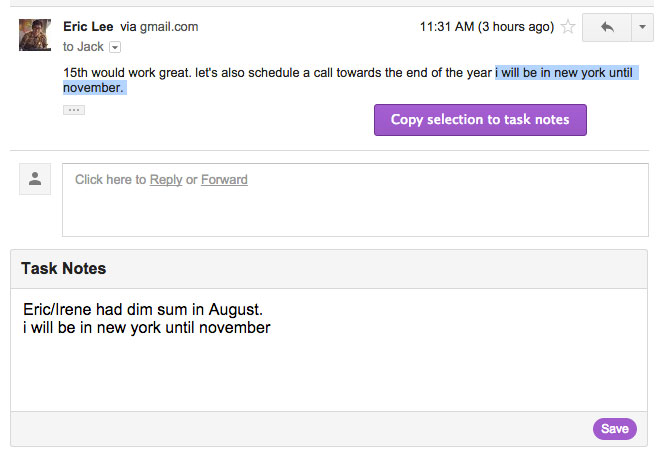 Eric Lee via gmail.com 11:31 AM (3 hours ago)
to Jack
15th would work great. let's also schedule a call towards the end of the year i will be in new york until
november.
Copy selection to task notes
Click here to Reply or Forward
Task Notes
Eric/Irene had dim sum in August.
i will be in new york until november
Save